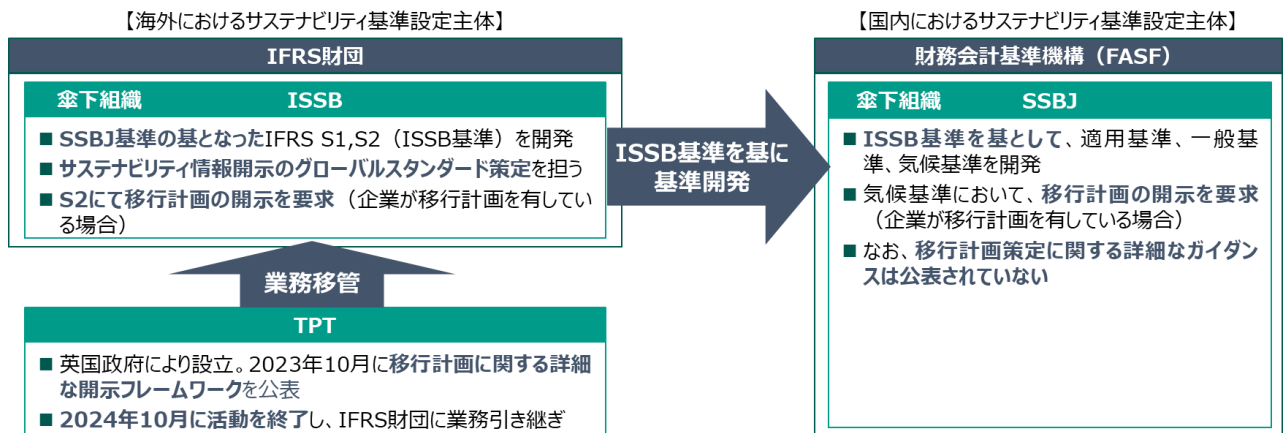 【海外におけるサステナビリティ基準設定主体】
IFRS財団
傘下組織 ISSB
■ SSBJ基準の基となったIFRS S1,S2（ISSB基準）を開発
■ サステナビリティ情報開示のグローバルスタンダード策定を担う
■ S2にて移行計画の開示を要求（企業が移行計画を有してい
る場合）
業務移管
TPT
■ 英国政府により設立。2023年10月に移行計画に関する詳細
な開示フレームワークを公表
■ 2024年10月に活動を終了し、IFRS財団に業務引き継ぎ
ISSB基準を基に
基準開発
【国内におけるサステナビリティ基準設定主体】
財務会計基準機構（FASF）
傘下組織 SSBJ
■ ISSB基準を基として、適用基準、一般基
準、気候基準を開発
■ 気候基準において、移行計画の開示を要求
（企業が移行計画を有している場合）
■ なお、移行計画策定に関する詳細なガイダン
スは公表されていない